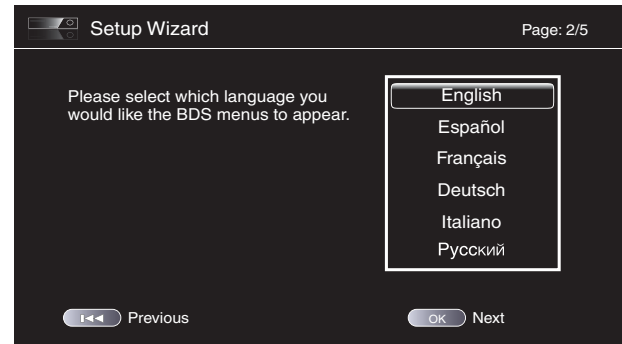 Setup Wizard
Page: 2/5
Please select which language you
would like the BDS menus to appear.
English
Español
Français
Deutsch
Italiano
Русский
Previous
OK Next